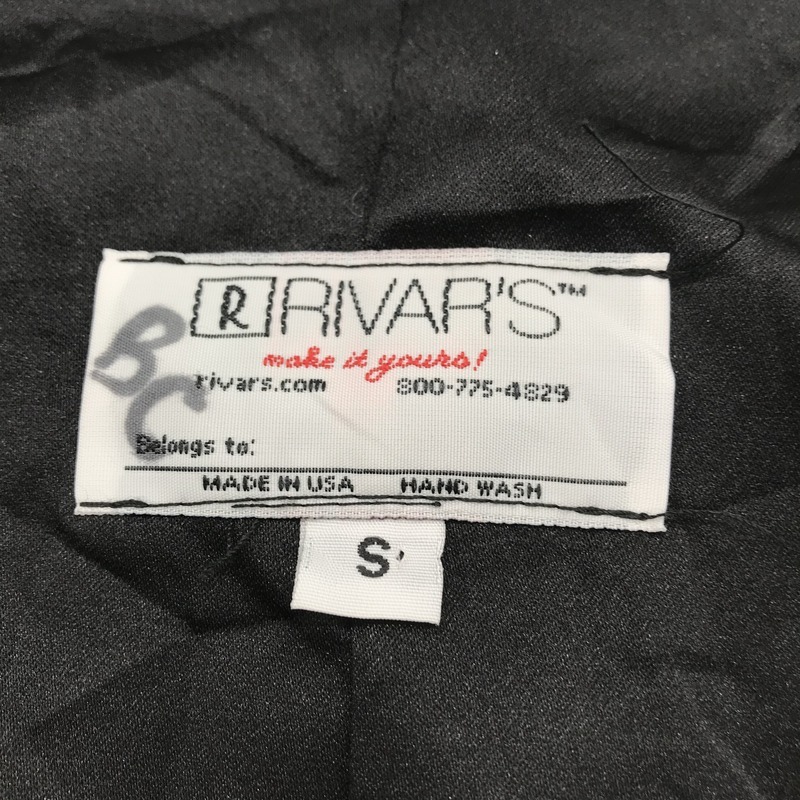 R RIVAR'S™
make it yours!
rivars.com 800-775-4829
BC
Belongs to:
MADE IN USA HAND WASH
S